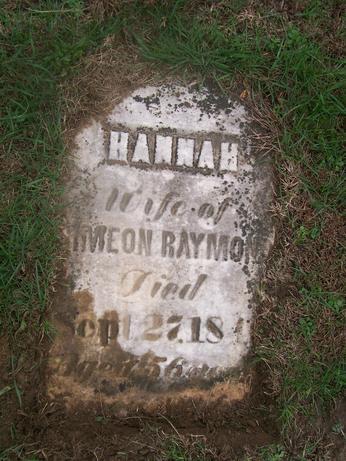 HANNAH
Wife of
IMEON RAYMON
Died
Sept 27, 18
Aged 56